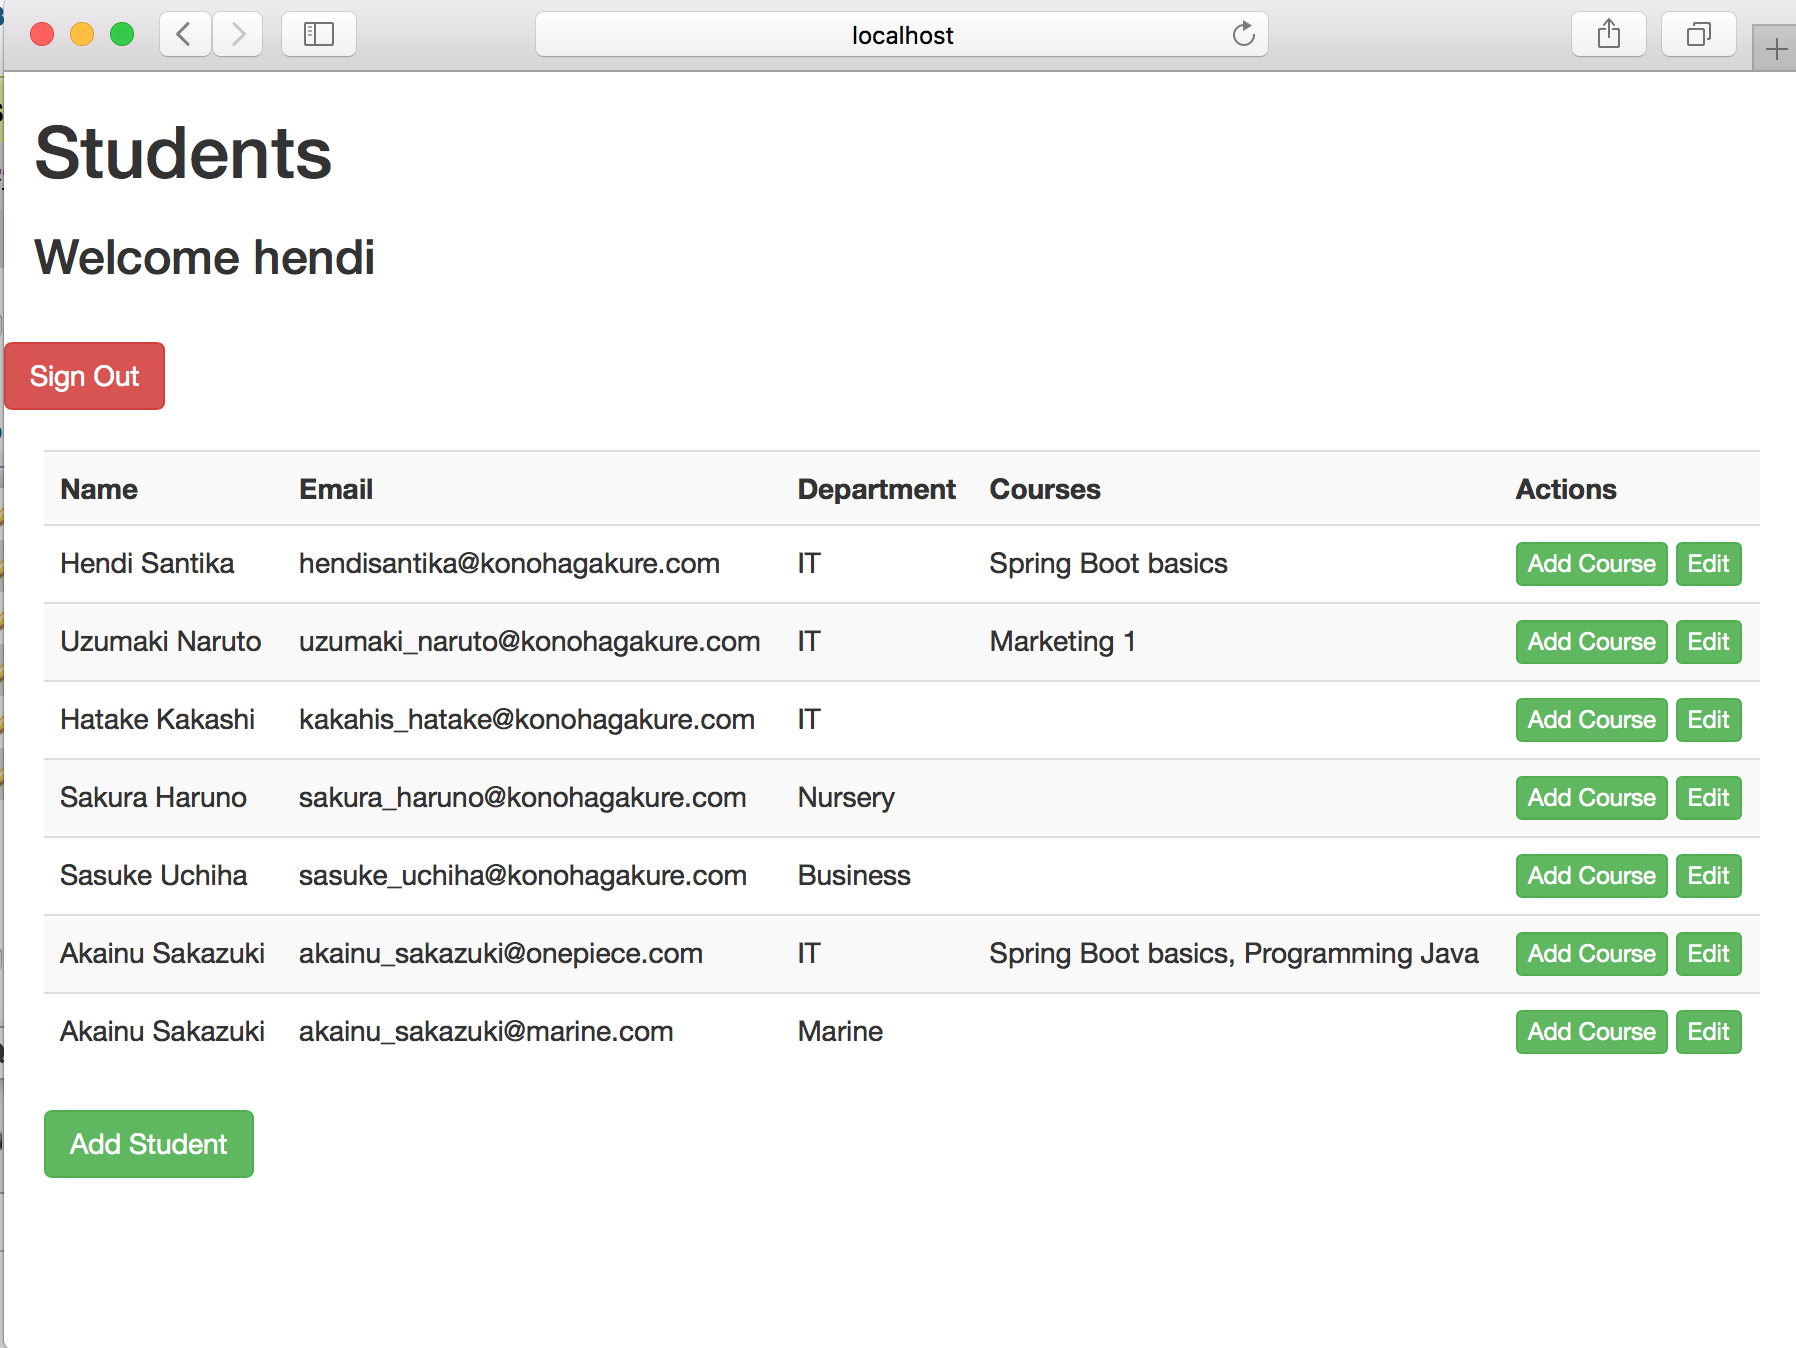 localhost
Students
Welcome hendi
Sign Out
Name Email Department Courses Actions
Hendi Santika hendisantika@konohagakure.com IT Spring Boot basics Add Course Edit
Uzumaki Naruto uzumaki_naruto@konohagakure.com IT Marketing 1 Add Course Edit
Hatake Kakashi kakahis_hatake@konohagakure.com IT Add Course Edit
Sakura Haruno sakura_haruno@konohagakure.com Nursery Add Course Edit
Sasuke Uchiha sasuke_uchiha@konohagakure.com Business Add Course Edit
Akainu Sakazuki akainu_sakazuki@onepiece.com IT Spring Boot basics, Programming Java Add Course Edit
Akainu Sakazuki akainu_sakazuki@marine.com Marine Add Course Edit
Add Student